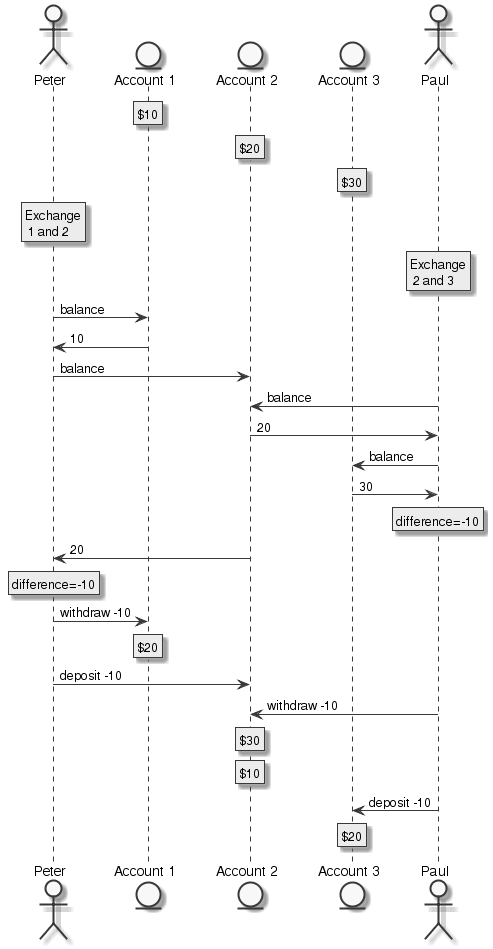 Peter
Account 1
Account 2
Account 3
Paul
$10
$20
$30
Exchange
1 and 2
Exchange
2 and 3
balance
10
balance
balance
20
balance
30
difference=-10
20
difference=-10
withdraw -10
$20
deposit -10
withdraw -10
$30
$10
deposit -10
$20
Peter
Account 1
Account 2
Account 3
Paul